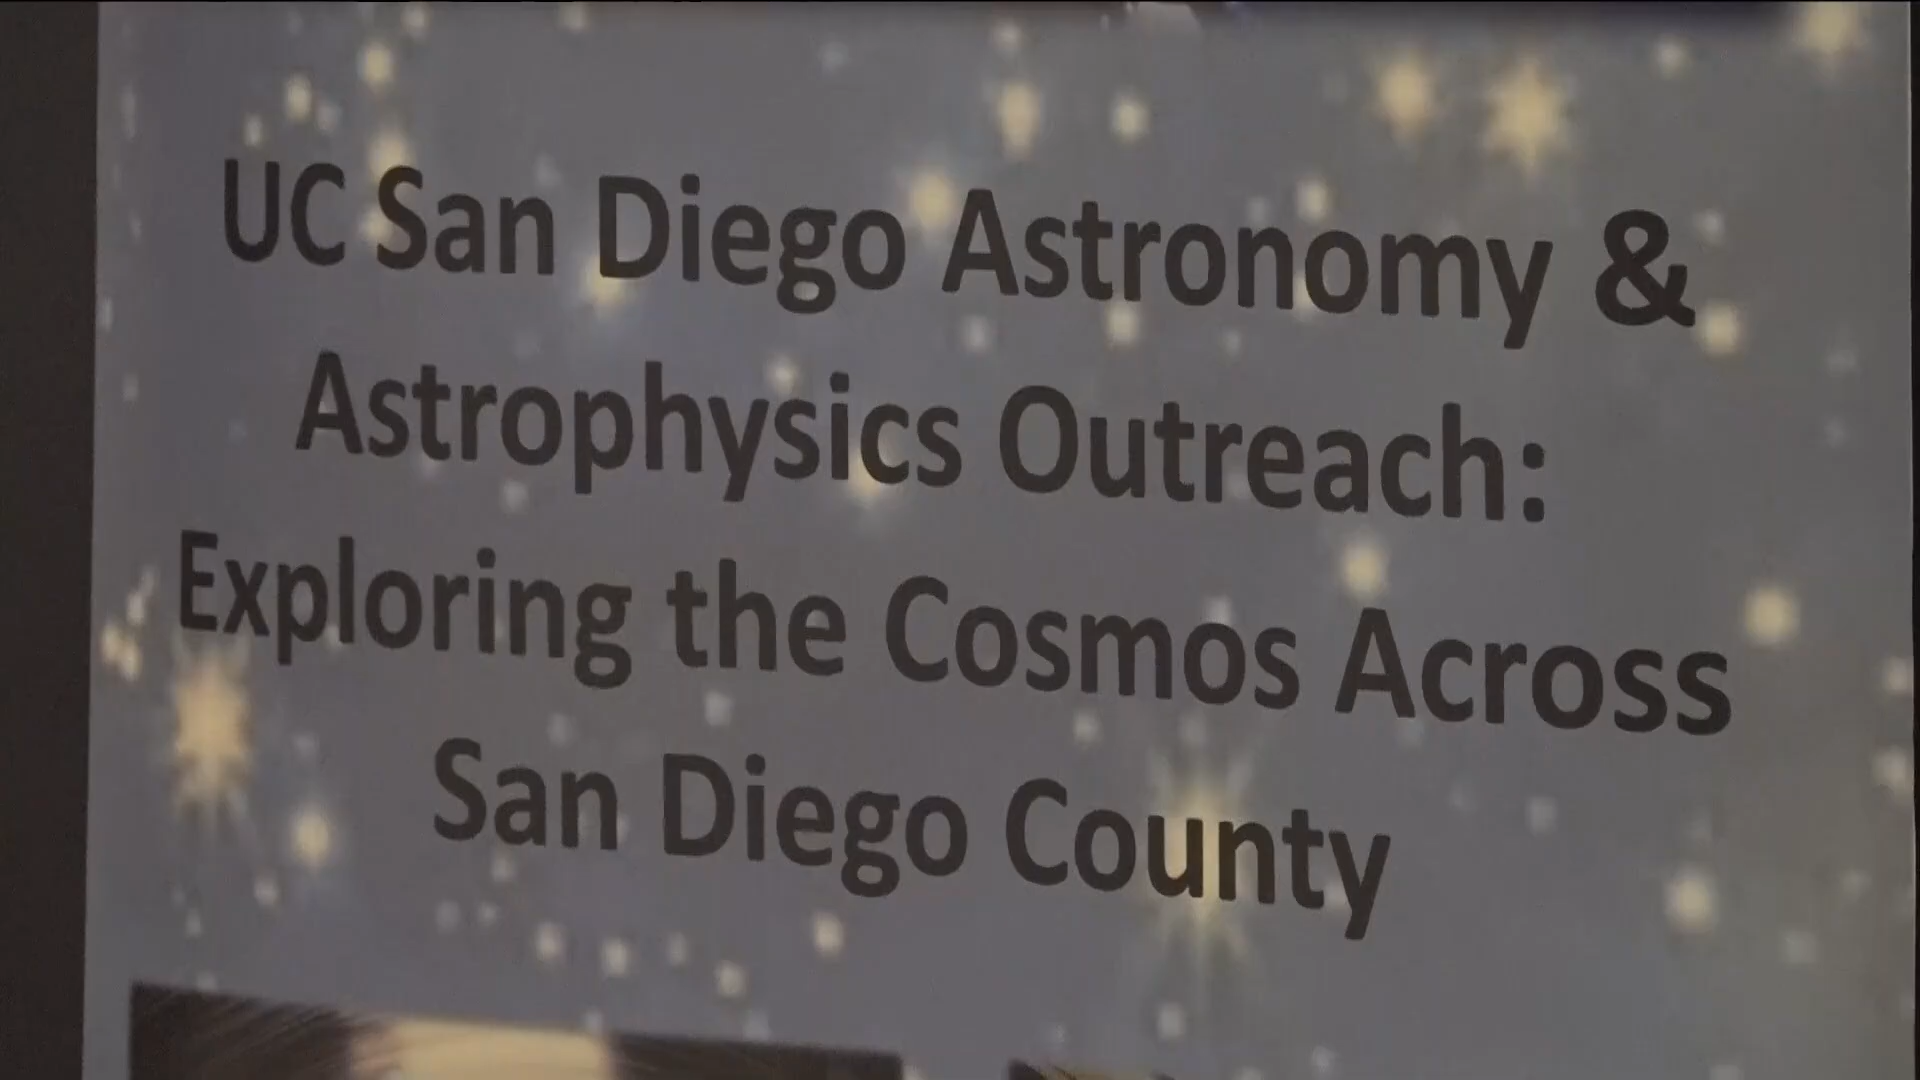 UC San Diego Astronomy &
Astrophysics Outreach:
Exploring the Cosmos Across
San Diego County